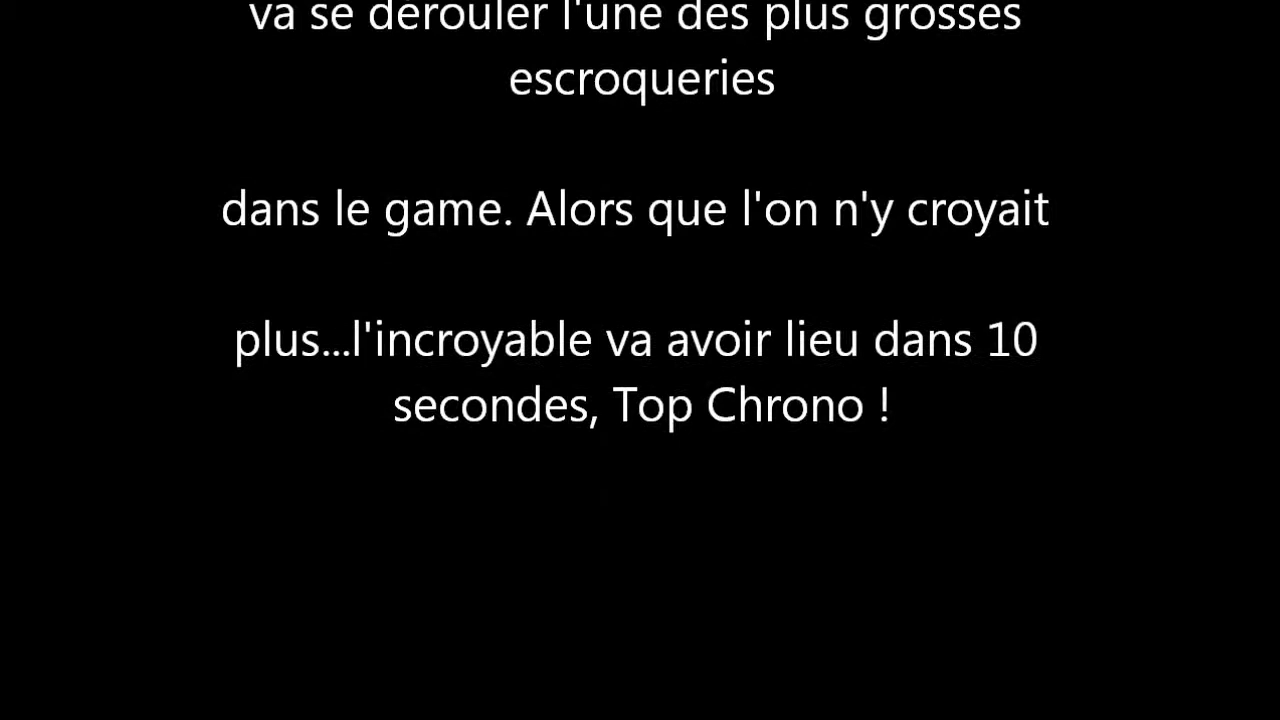 va se dérouler l'une des plus grosses
escroqueries
dans le game. Alors que l'on n'y croyait
plus...l'incroyable va avoir lieu dans 10
secondes, Top Chrono !